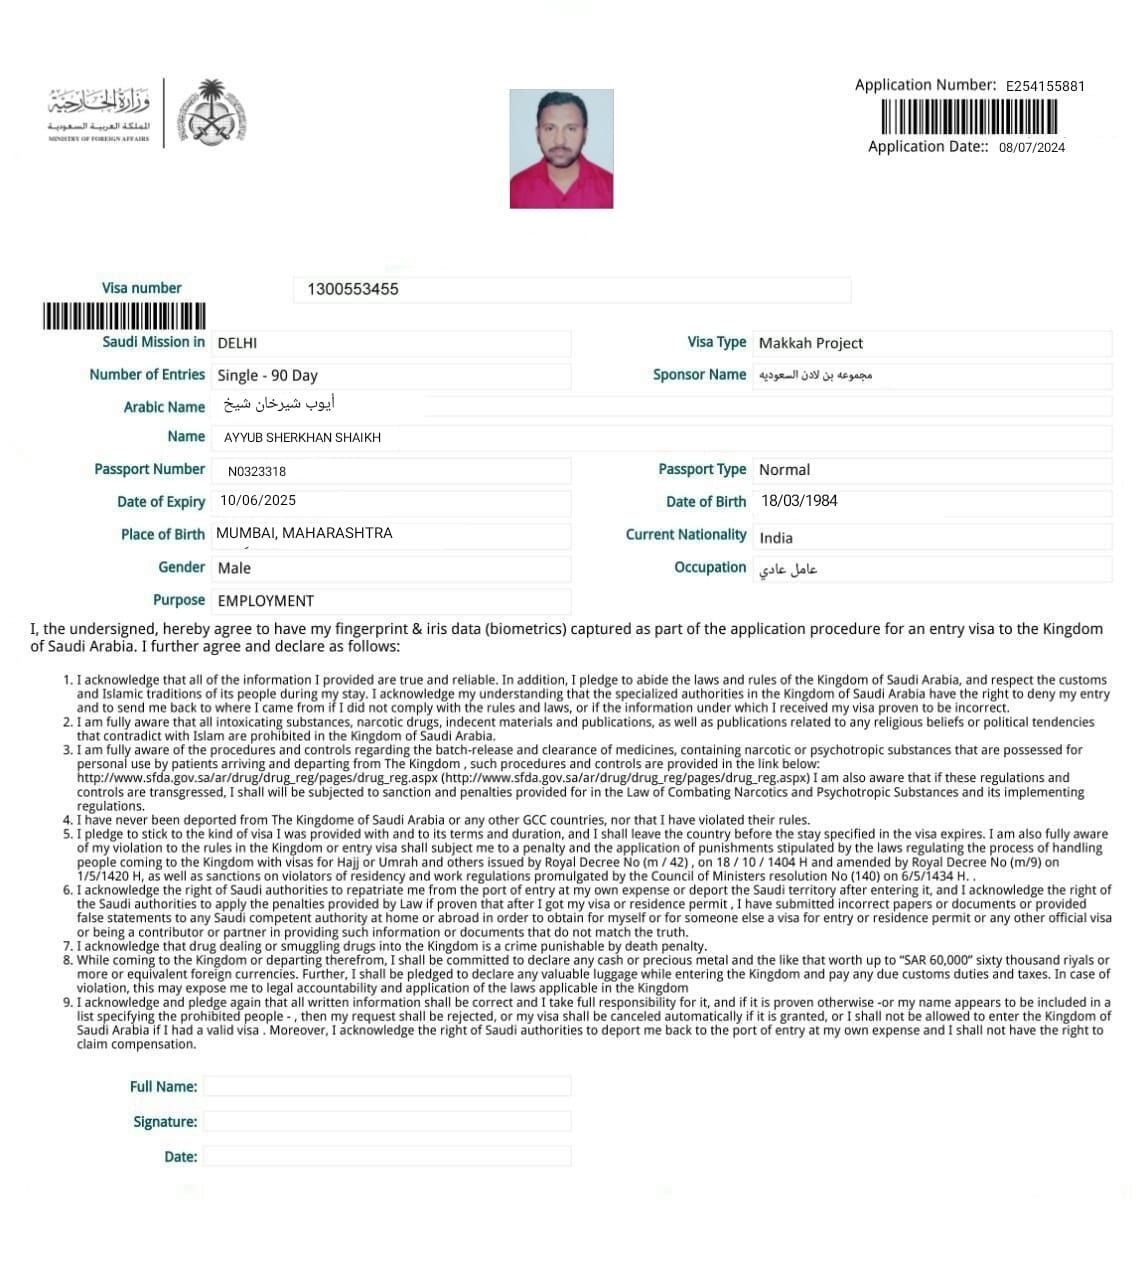 وزارة الخارجية
المملكة العربية السعودية
MINISTRY OF FOREIGN AFFAIRS
Application Number: E254155881
Application Date:: 08/07/2024
Visa number 1300553455
Saudi Mission in DELHI Visa Type Makkah Project
Number of Entries Single - 90 Day Sponsor Name مجموعه بن لادن السعوديه
Arabic Name أيوب شيرخان شيخ
Name AYYUB SHERKHAN SHAIKH
Passport Number N0323318 Passport Type Normal
Date of Expiry 10/06/2025 Date of Birth 18/03/1984
Place of Birth MUMBAI, MAHARASHTRA Current Nationality India
Gender Male Occupation عامل عادي
Purpose EMPLOYMENT
I, the undersigned, hereby agree to have my fingerprint & iris data (biometrics) captured as part of the application procedure for an entry visa to the Kingdom
of Saudi Arabia. I further agree and declare as follows:
1. I acknowledge that all of the information I provided are true and reliable. In addition, I pledge to abide the laws and rules of the Kingdom of Saudi Arabia, and respect the customs
and Islamic traditions of its people during my stay. I acknowledge my understanding that the specialized authorities in the Kingdom of Saudi Arabia have the right to deny my entry
and to send me back to where I came from if I did not comply with the rules and laws, or if the information under which I received my visa proven to be incorrect.
2. I am fully aware that all intoxicating substances, narcotic drugs, indecent materials and publications, as well as publications related to any religious beliefs or political tendencies
that contradict with Islam are prohibited in the Kingdom of Saudi Arabia.
3. I am fully aware of the procedures and controls regarding the batch-release and clearance of medicines, containing narcotic or psychotropic substances that are possessed for
personal use by patients arriving and departing from The Kingdom , such procedures and controls are provided in the link below:
http://www.sfda.gov.sa/ar/drug/drug_reg/pages/drug_reg.aspx (http://www.sfda.gov.sa/ar/drug/drug_reg/pages/drug_reg.aspx) I am also aware that if these regulations and
controls are transgressed, I shall will be subjected to sanction and penalties provided for in the Law of Combating Narcotics and Psychotropic Substances and its implementing
regulations.
4. I have never been deported from The Kingdome of Saudi Arabia or any other GCC countries, nor that I have violated their rules.
5. I pledge to stick to the kind of visa I was provided with and to its terms and duration, and I shall leave the country before the stay specified in the visa expires. I am also fully aware
of my violation to the rules in the Kingdom or entry visa shall subject me to a penalty and the application of punishments stipulated by the laws regulating the process of handling
people coming to the Kingdom with visas for Hajj or Umrah and others issued by Royal Decree No (m / 42) , on 18 / 10 / 1404 H and amended by Royal Decree No (m/9) on
1/5/1420 H, as well as sanctions on violators of residency and work regulations promulgated by the Council of Ministers resolution No (140) on 6/5/1434 H. .
6. I acknowledge the right of Saudi authorities to repatriate me from the port of entry at my own expense or deport the Saudi territory after entering it, and I acknowledge the right of
the Saudi authorities to apply the penalties provided by Law if proven that after I got my visa or residence permit , I have submitted incorrect papers or documents or provided
false statements to any Saudi competent authority at home or abroad in order to obtain for myself or for someone else a visa for entry or residence permit or any other official visa
or being a contributor or partner in providing such information or documents that do not match the truth.
7. I acknowledge that drug dealing or smuggling drugs into the Kingdom is a crime punishable by death penalty.
8. While coming to the Kingdom or departing therefrom, I shall be committed to declare any cash or precious metal and the like that worth up to “SAR 60,000” sixty thousand riyals or
more or equivalent foreign currencies. Further, I shall be pledged to declare any valuable luggage while entering the Kingdom and pay any due customs duties and taxes. In case of
violation, this may expose me to legal accountability and application of the laws applicable in the Kingdom
9. I acknowledge and pledge again that all written information shall be correct and I take full responsibility for it, and if it is proven otherwise -or my name appears to be included in a
list specifying the prohibited people - , then my request shall be rejected, or my visa shall be canceled automatically if it is granted, or I shall not be allowed to enter the Kingdom of
Saudi Arabia if I had a valid visa . Moreover, I acknowledge the right of Saudi authorities to deport me back to the port of entry at my own expense and I shall not have the right to
claim compensation.
Full Name:
Signature:
Date: